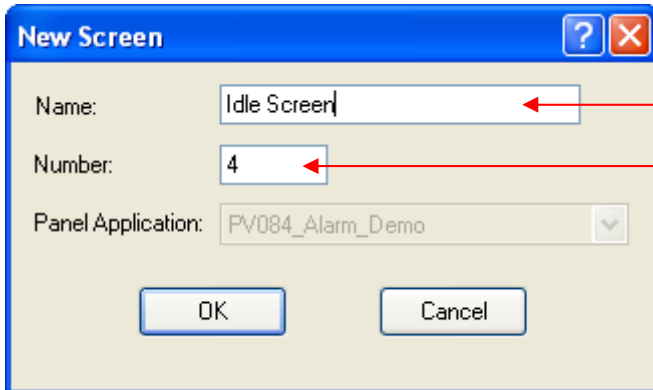 New Screen
Name: Idle Screen
Number: 4
Panel Application: PV084_Alarm_Demo
OK Cancel